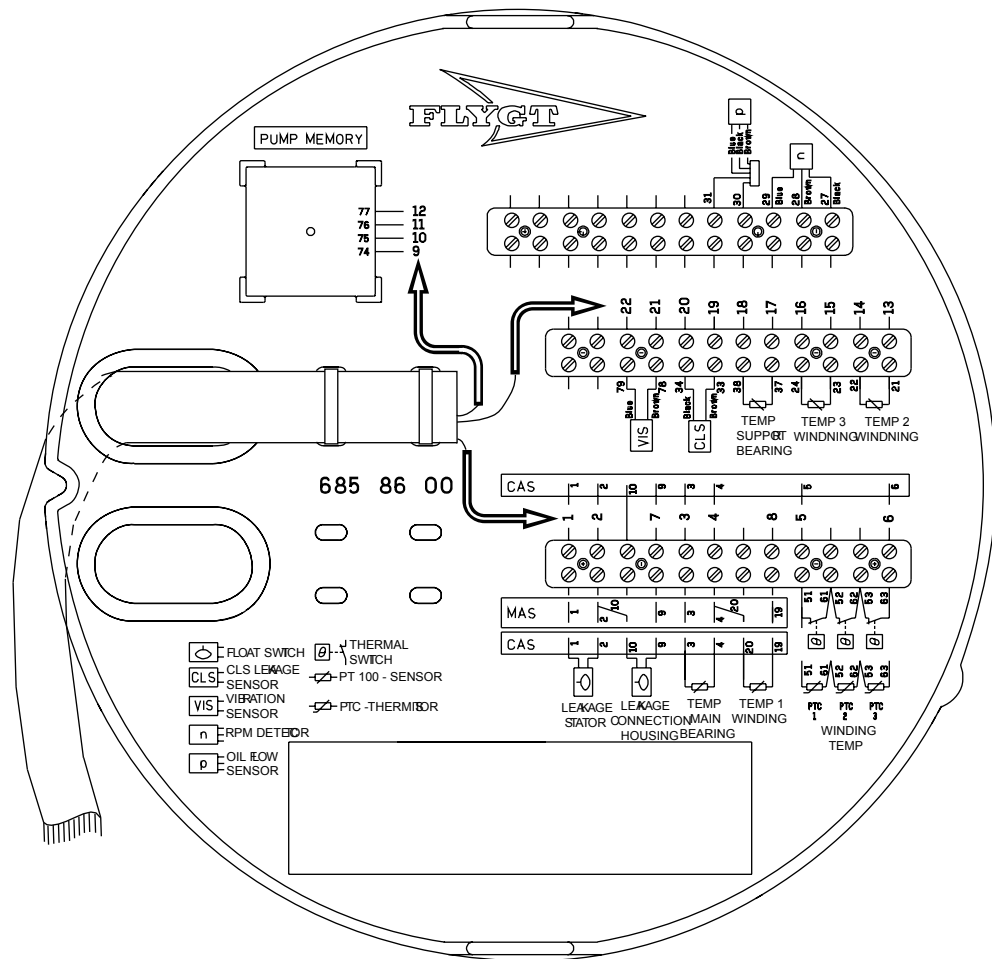 FLYGT
PUMP MEMORY
77 12
76 11
75 10
74 9
p
Blue
Black
Brown
n
31 30 29 28 27
Blue
Brown
Black
22 21 20 19 18 17 16 15 14 13
79 78 34 33 38 37 24 23 22 21
Blue
Brown
Black
Brown
VIS
CLS
TEMP
SUPPORT
BEARING
TEMP 3
WINDNING
TEMP 2
WINDNING
685 86 00
CAS 1 2 10 9 3 4 5 6
1 2 7 3 4 8 5 6
MAS 1 2 10 9 3 4 20 19
51 61 52 62 53 63
θ θ θ
CAS 1 2 10 9 3 4 20 19
51 61 52 62 53 63
PTC
1
PTC
2
PTC
3
LEAKAGE
STATOR
LEAKAGE
CONNECTION
HOUSING
TEMP
MAIN
BEARING
TEMP 1
WINDING
WINDING
TEMP
FLOAT SWITCH
CLS CLS LEAKAGE
SENSOR
VIS VIBRATION
SENSOR
n RPM DETECTOR
p OIL FLOW
SENSOR
θ THERMAL
SWITCH
PT 100 - SENSOR
PTC -THERMISTOR